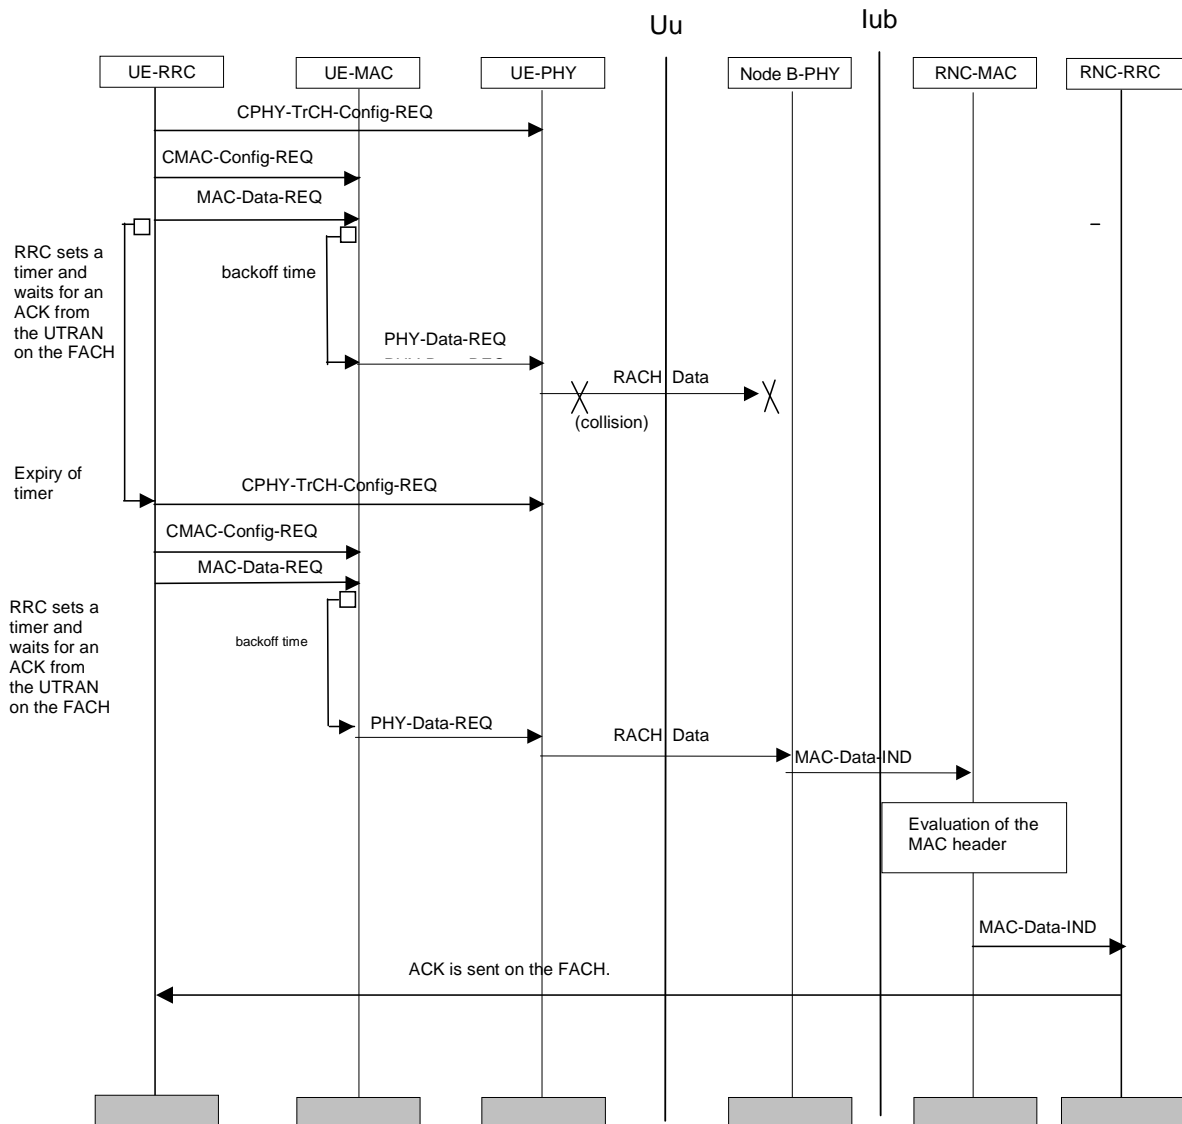 Uu
Iub
UE-RRC
UE-MAC
UE-PHY
Node B-PHY
RNC-MAC
RNC-RRC
CPHY-TrCH-Config-REQ
CMAC-Config-REQ
MAC-Data-REQ
RRC sets a
timer and
waits for an
ACK from
the UTRAN
on the FACH
backoff time
PHY-Data-REQ
RACH Data
(collision)
Expiry of
timer
CPHY-TrCH-Config-REQ
CMAC-Config-REQ
MAC-Data-REQ
RRC sets a
timer and
waits for an
ACK from
the UTRAN
on the FACH
backoff time
PHY-Data-REQ
RACH Data
MAC-Data-IND
Evaluation of the
MAC header
MAC-Data-IND
ACK is sent on the FACH.